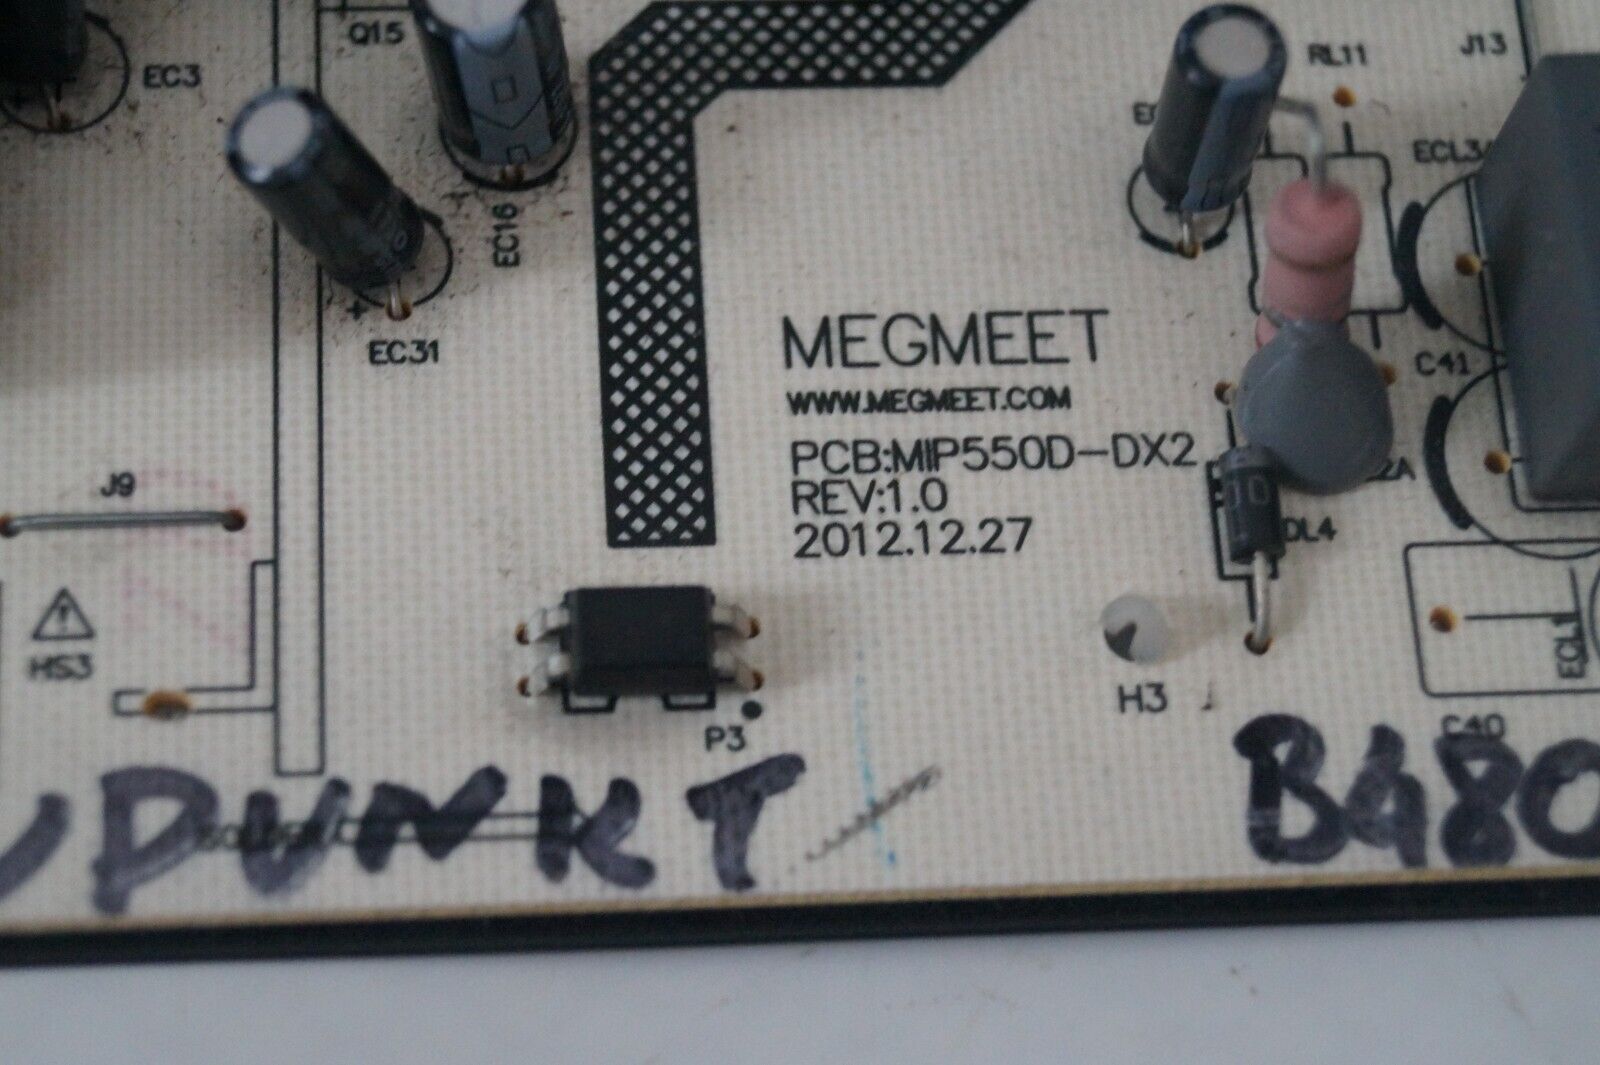 Q15
EC3
RL11
J13
EC16
EC31
MEGMEET
WWW.MEGMEET.COM
C41
PCB:MIP550D-DX2
REV:1.0
2012.12.27
J9
DL4
HS3
ECL1
H3
P3
C40
PUNKT
B480